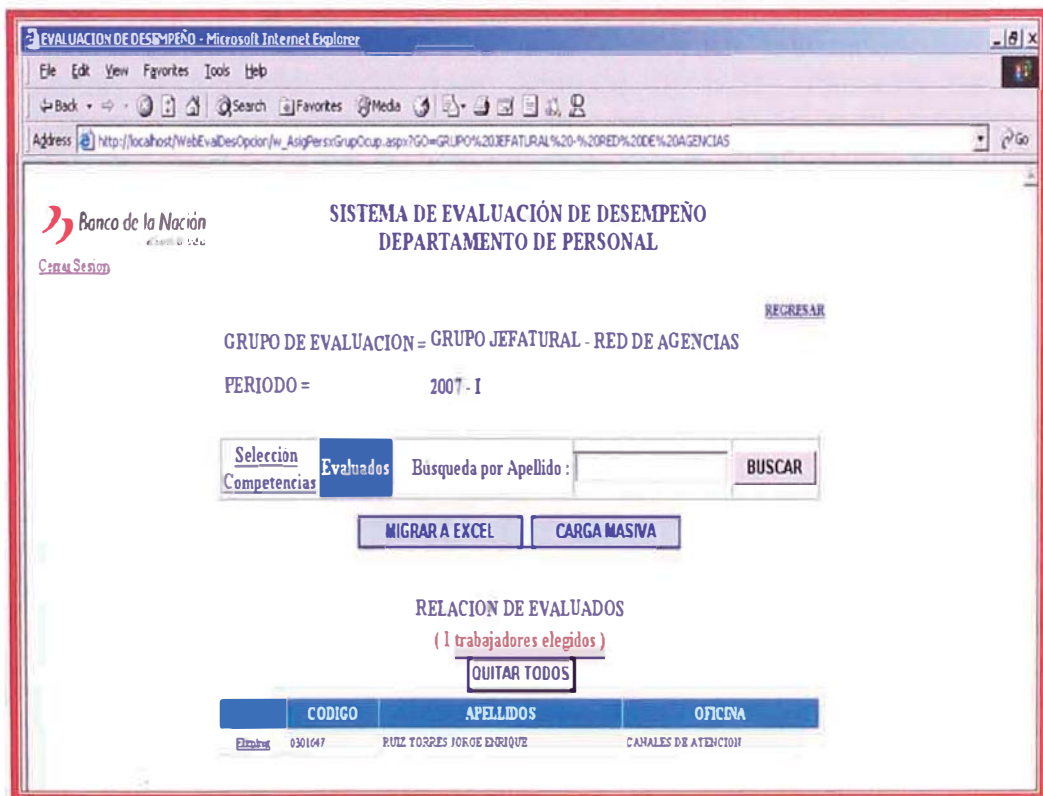 EVALUACION DE DESEMPEÑO - Microsoft Internet Explorer
File Edit View Favorites Tools Help
Back Search Favorites Media
Address http://localhost/WebEvalDesOpcion/w_AsigPersxGrupOcup.aspx?GO=GRUPO%20JEFATURAL%20-%20RED%20DE%20AGENCIAS Go
Banco de la Nación
SISTEMA DE EVALUACIÓN DE DESEMPEÑO
DEPARTAMENTO DE PERSONAL
Cerrar Sesion
REGRESAR
GRUPO DE EVALUACION = GRUPO JEFATURAL - RED DE AGENCIAS
PERIODO = 2007 - I
Selección Competencias Evaluados Búsqueda por Apellido : BUSCAR
MIGRAR A EXCEL CARGA MASIVA
RELACION DE EVALUADOS
( 1 trabajadores elegidos )
QUITAR TODOS
CODIGO APELLIDOS OFICINA
Eliminar 0301647 RUIZ TORRES JORGE ENRIQUE CANALES DE ATENCION